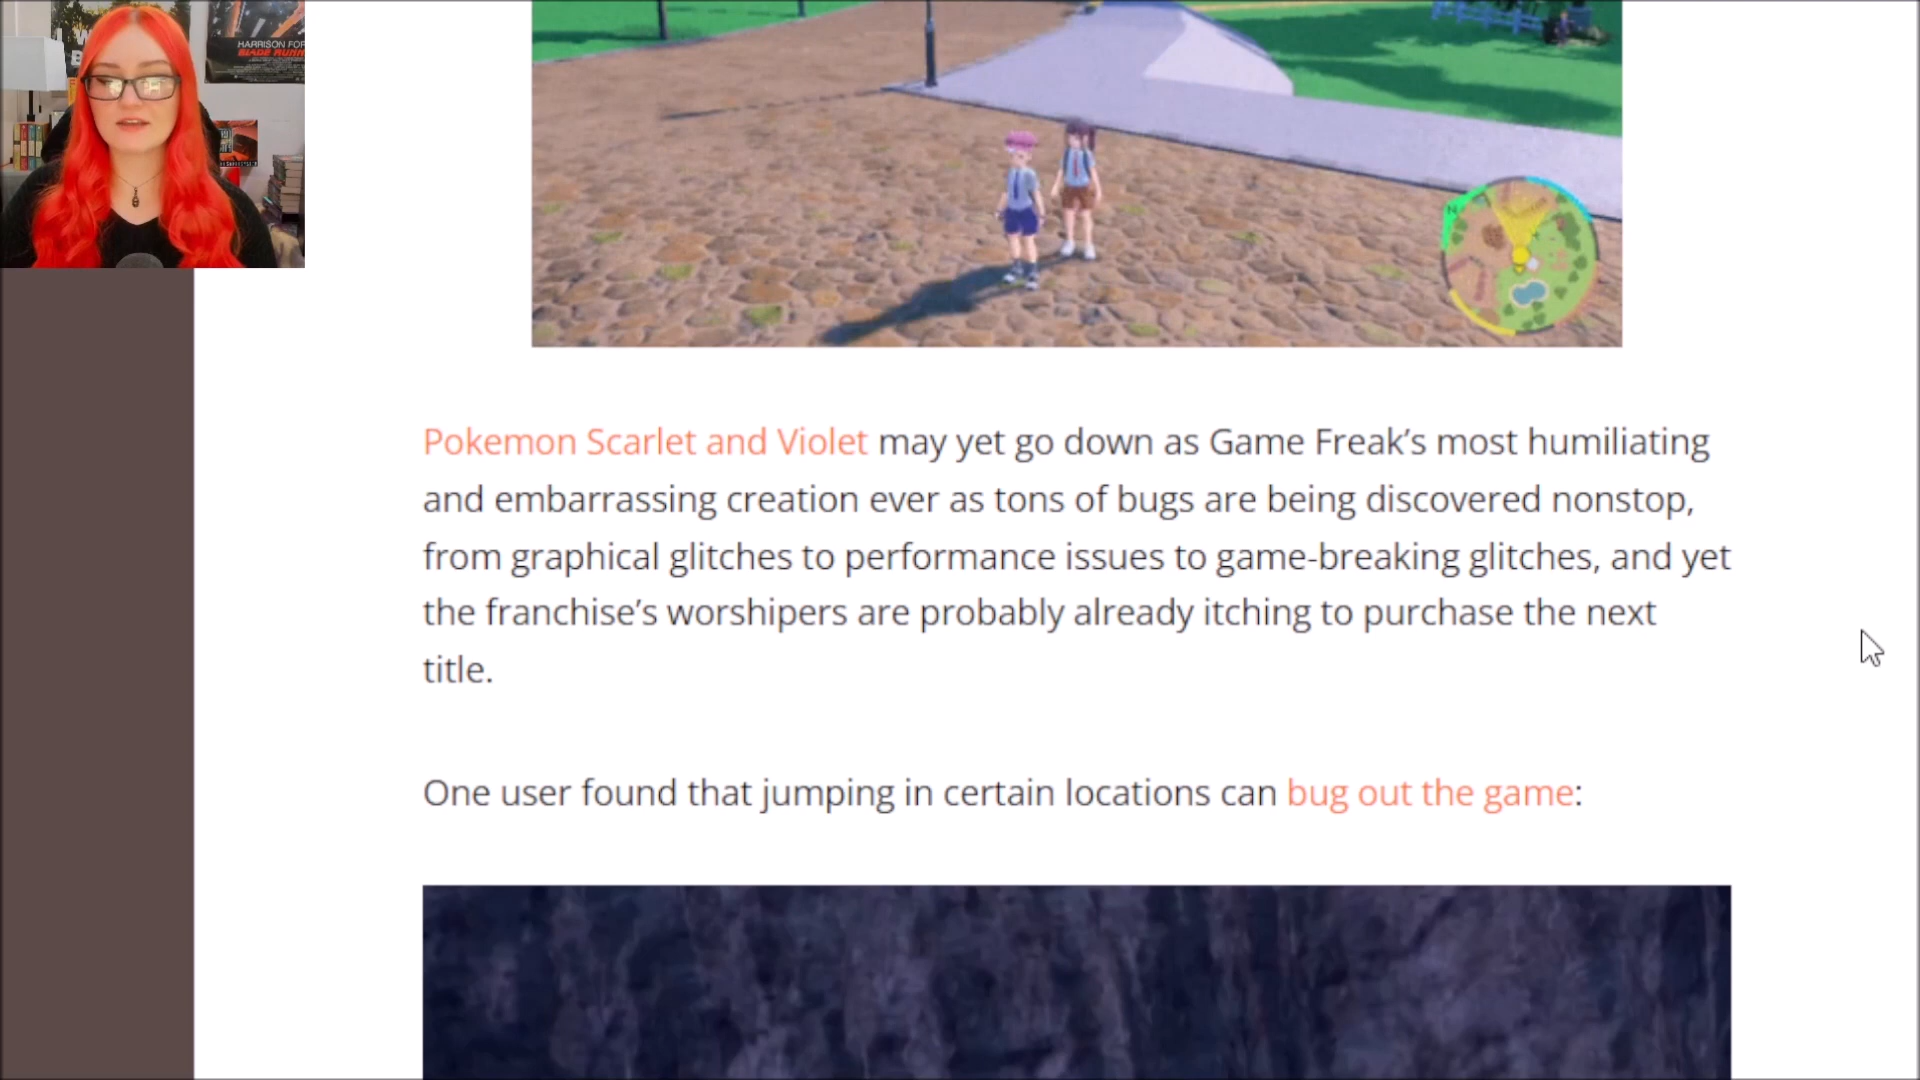 HARRISON FOR
BLADE RUNN
N
Pokemon Scarlet and Violet may yet go down as Game Freak’s most humiliating
and embarrassing creation ever as tons of bugs are being discovered nonstop,
from graphical glitches to performance issues to game-breaking glitches, and yet
the franchise’s worshipers are probably already itching to purchase the next
title.
One user found that jumping in certain locations can bug out the game: